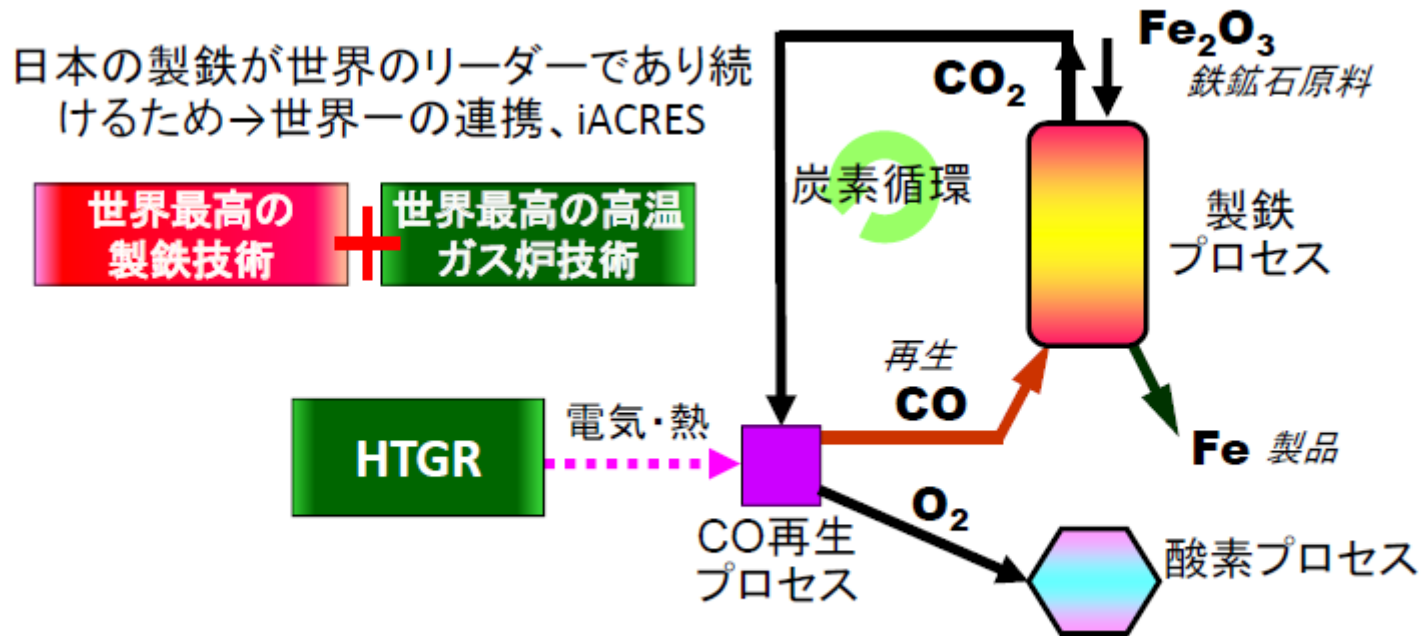 日本の製鉄が世界のリーダーであり続
けるため→世界一の連携、iACRES
世界最高の
製鉄技術
世界最高の高温
ガス炉技術
CO₂
Fe₂O₃
鉄鉱石原料
炭素循環
製鉄
プロセス
再生
CO
HTGR
電気・熱
Fe 製品
O₂
CO再生
プロセス
酸素プロセス